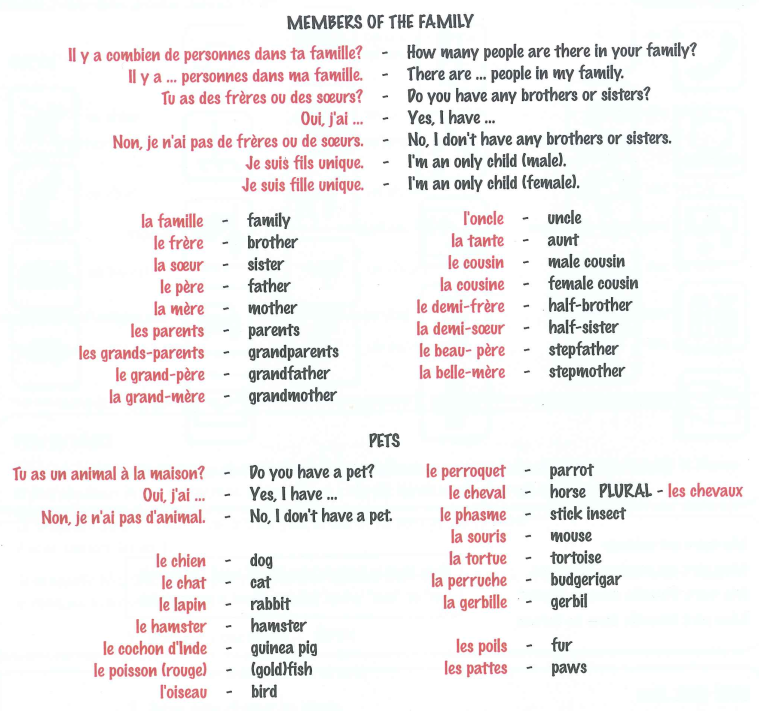 MEMBERS OF THE FAMILY
Il y a combien de personnes dans ta famille? - How many people are there in your family?
Il y a ... personnes dans ma famille. - There are ... people in my family.
Tu as des frères ou des sœurs? - Do you have any brothers or sisters?
Oui, j'ai ... - Yes, I have ...
Non, je n'ai pas de frères ou de sœurs. - No, I don't have any brothers or sisters.
Je suis fils unique. - I'm an only child (male).
Je suis fille unique. - I'm an only child (female).
la famille - family
le frère - brother
la sœur - sister
le père - father
la mère - mother
les parents - parents
les grands-parents - grandparents
le grand-père - grandfather
la grand-mère - grandmother
l'oncle - uncle
la tante - aunt
le cousin - male cousin
la cousine - female cousin
le demi-frère - half-brother
la demi-sœur - half-sister
le beau- père - stepfather
la belle-mère - stepmother
PETS
Tu as un animal à la maison? - Do you have a pet?
Oui, j'ai ... - Yes, I have ...
Non, je n'ai pas d'animal. - No, I don't have a pet.
le chien - dog
le chat - cat
le lapin - rabbit
le hamster - hamster
le cochon d'Inde - guinea pig
le poisson (rouge) - (gold)fish
l'oiseau - bird
le perroquet - parrot
le cheval - horse PLURAL - les chevaux
le phasme - stick insect
la souris - mouse
la tortue - tortoise
la perruche - budgerigar
la gerbille - gerbil
les poils - fur
les pattes - paws